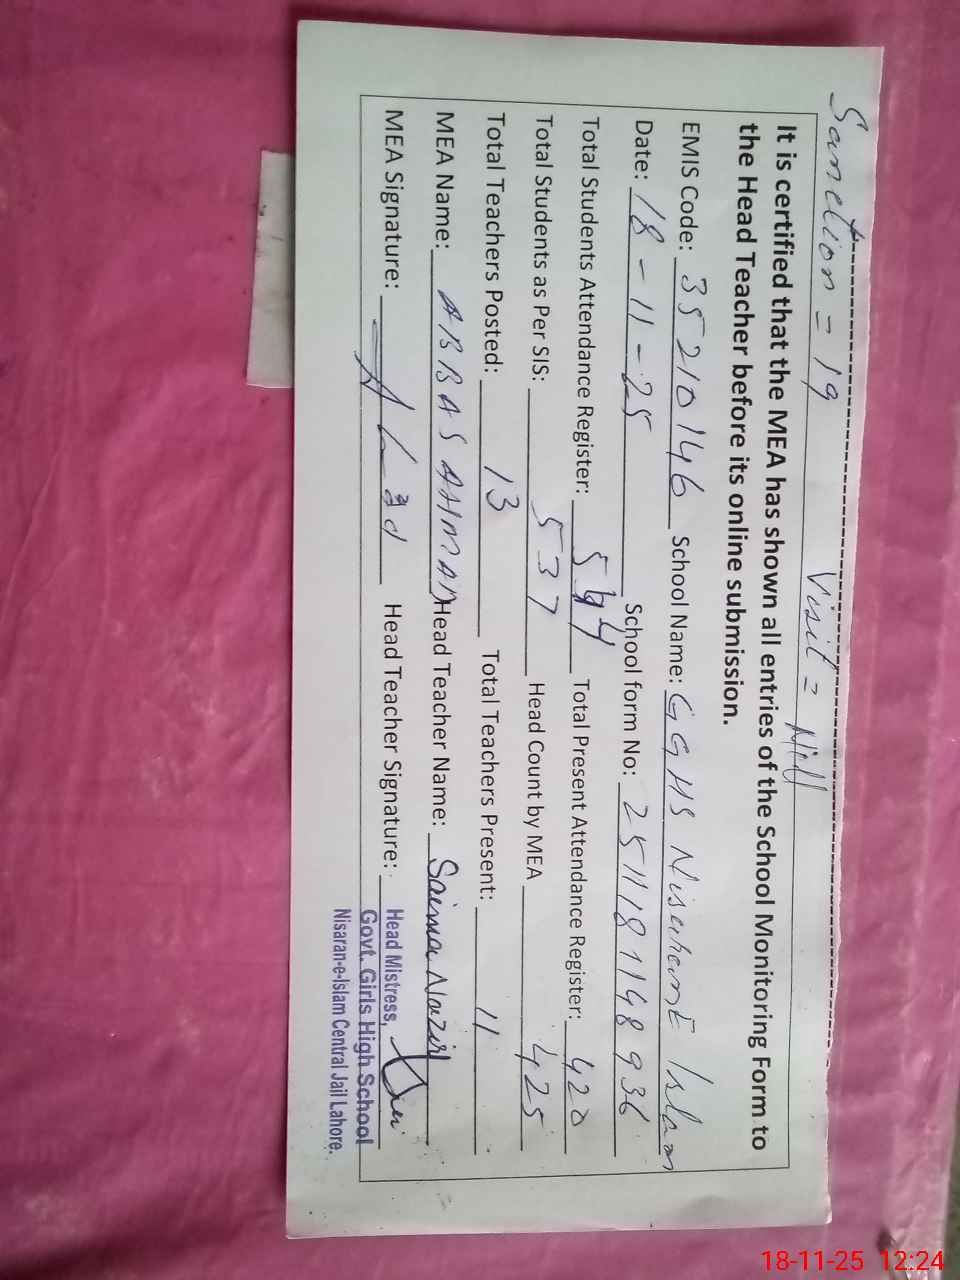 Sanction = 19 Visit = Nill
It is certified that the MEA has shown all entries of the School Monitoring Form to
the Head Teacher before its online submission.
EMIS Code: 35210146 School Name: GGHS Nisarane Islam
Date: 18-11-25 School form No: 2511181148936
Total Students Attendance Register: 544 Total Present Attendance Register: 420
Total Students as Per SIS: 537 Head Count by MEA 425
Total Teachers Posted: 13 Total Teachers Present: 11
MEA Name: ABBAS AHMAD Head Teacher Name: Saima Nazir
MEA Signature: Head Teacher Signature:
Head Mistress,
Govt. Girls High School
Nisaran-e-Islam Central Jail Lahore.
18-11-25 12:24